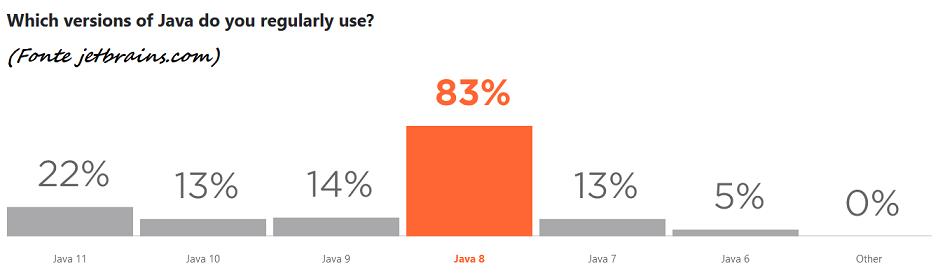 Which versions of Java do you regularly use?
(Fonte jetbrains.com)
83%
22% 13% 14% 13% 5% 0%
Java 11 Java 10 Java 9 Java 8 Java 7 Java 6 Other